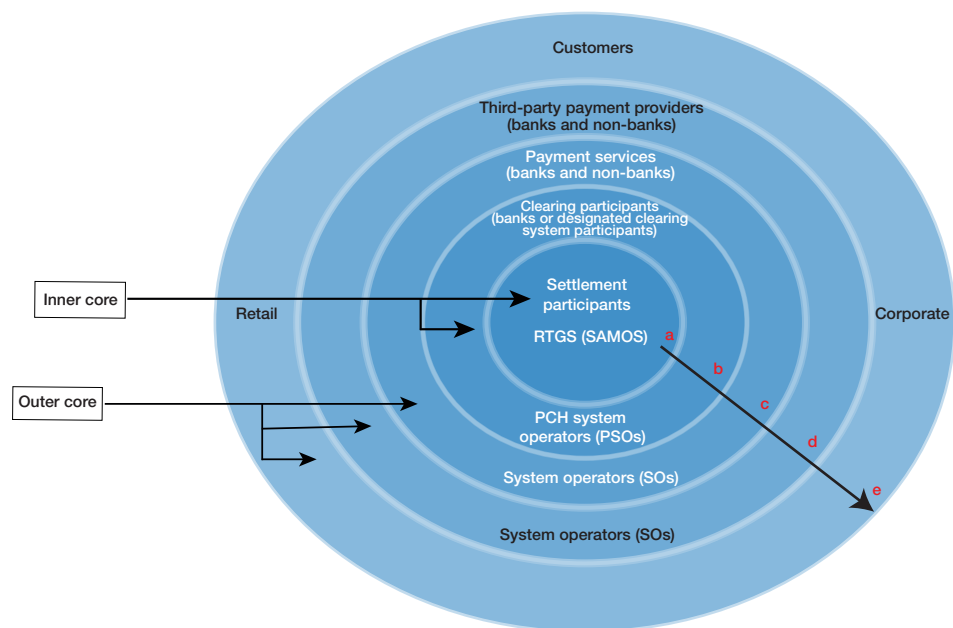 Customers
Third-party payment providers
(banks and non-banks)
Payment services
(banks and non-banks)
Clearing participants
(banks or designated clearing
system participants)
Settlement
participants
Inner core
Retail
Corporate
RTGS (SAMOS)
a
b
Outer core
c
PCH system
operators (PSOs)
d
System operators (SOs)
e
System operators (SOs)